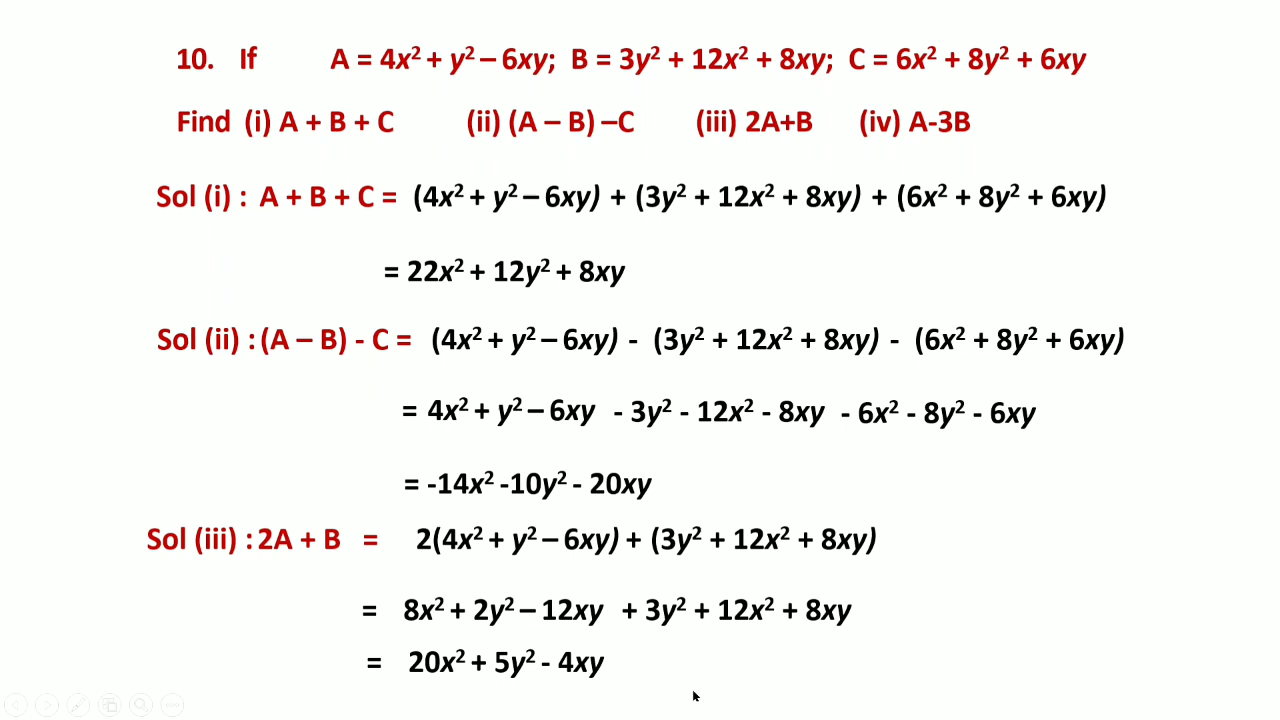 10. If A = 4x² + y² – 6xy; B = 3y² + 12x² + 8xy; C = 6x² + 8y² + 6xy
Find (i) A + B + C (ii) (A – B) –C (iii) 2A+B (iv) A-3B
Sol (i) : A + B + C = (4x² + y² – 6xy) + (3y² + 12x² + 8xy) + (6x² + 8y² + 6xy)
= 22x² + 12y² + 8xy
Sol (ii) : (A – B) - C = (4x² + y² – 6xy) - (3y² + 12x² + 8xy) - (6x² + 8y² + 6xy)
= 4x² + y² – 6xy - 3y² - 12x² - 8xy - 6x² - 8y² - 6xy
= -14x² -10y² - 20xy
Sol (iii) : 2A + B = 2(4x² + y² – 6xy) + (3y² + 12x² + 8xy)
= 8x² + 2y² – 12xy + 3y² + 12x² + 8xy
= 20x² + 5y² - 4xy